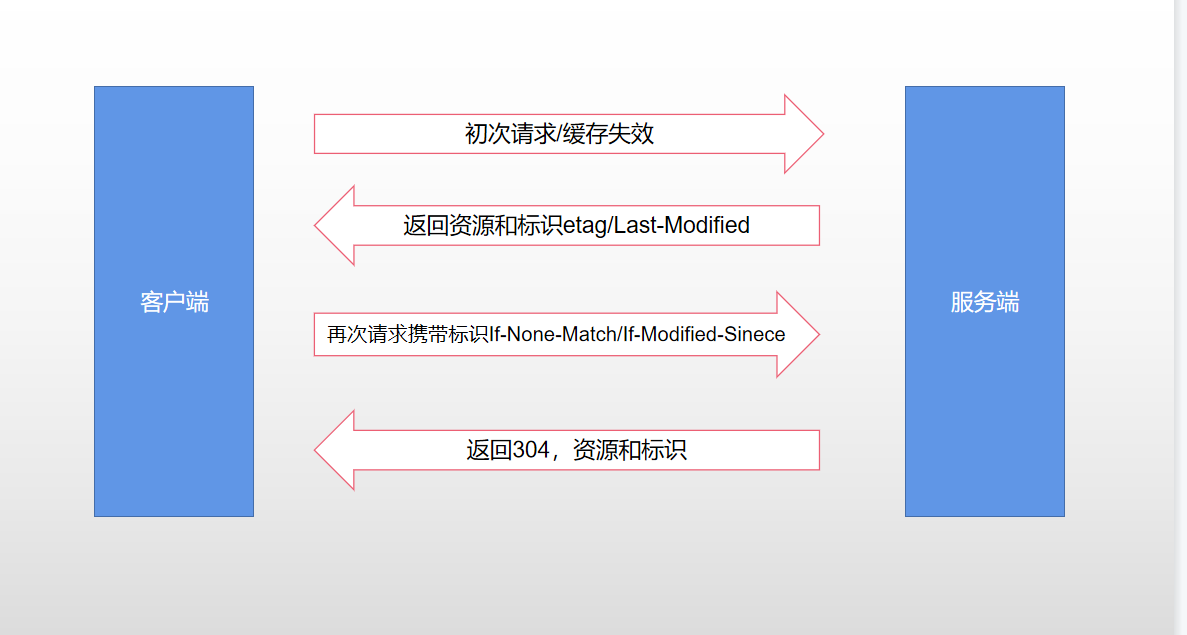 初次请求/缓存失效
返回资源和标识etag/Last-Modified
客户端
服务端
再次请求携带标识If-None-Match/If-Modified-Sinece
返回304，资源和标识